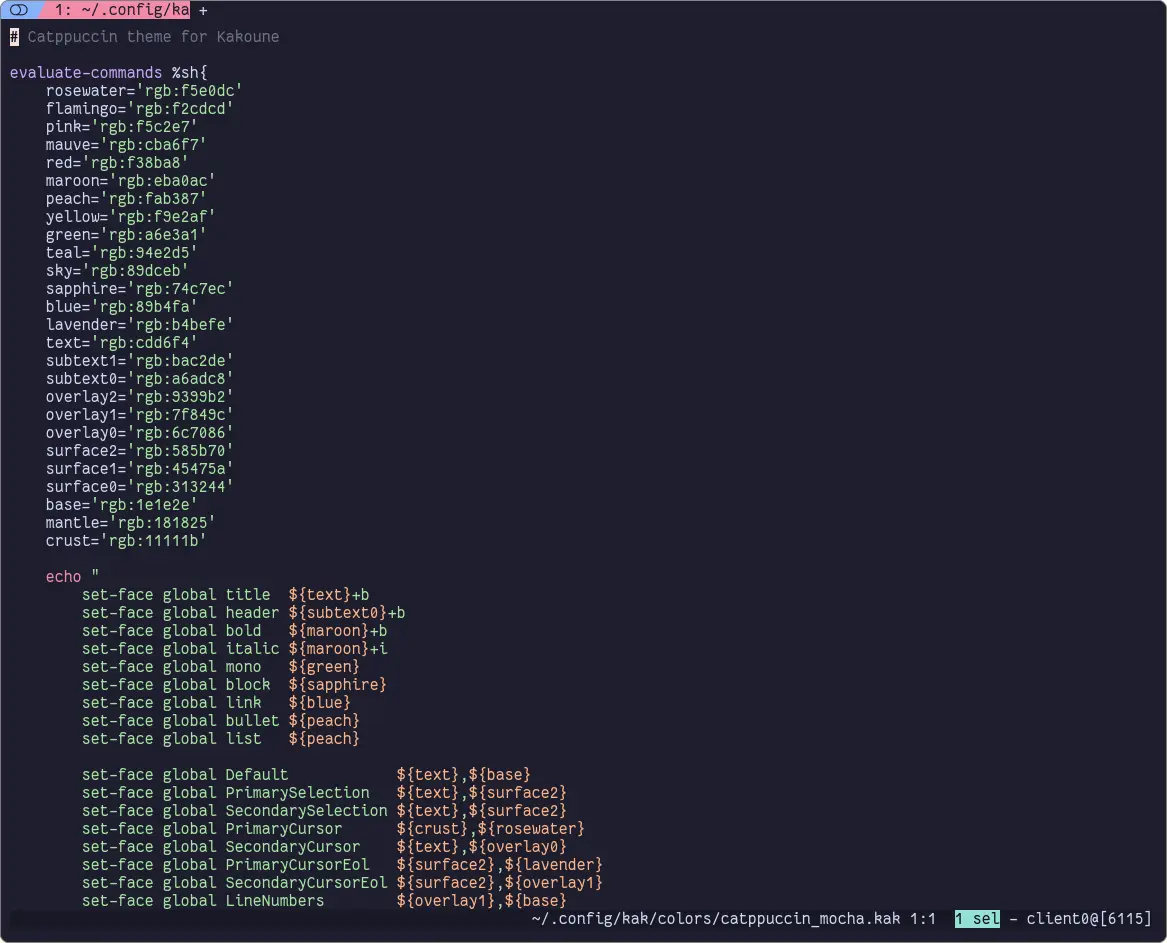 1: ~/.config/ka +
# Catppuccin theme for Kakoune

evaluate-commands %sh{
    rosewater='rgb:f5e0dc'
    flamingo='rgb:f2cdcd'
    pink='rgb:f5c2e7'
    mauve='rgb:cba6f7'
    red='rgb:f38ba8'
    maroon='rgb:eba0ac'
    peach='rgb:fab387'
    yellow='rgb:f9e2af'
    green='rgb:a6e3a1'
    teal='rgb:94e2d5'
    sky='rgb:89dceb'
    sapphire='rgb:74c7ec'
    blue='rgb:89b4fa'
    lavender='rgb:b4befe'
    text='rgb:cdd6f4'
    subtext1='rgb:bac2de'
    subtext0='rgb:a6adc8'
    overlay2='rgb:9399b2'
    overlay1='rgb:7f849c'
    overlay0='rgb:6c7086'
    surface2='rgb:585b70'
    surface1='rgb:45475a'
    surface0='rgb:313244'
    base='rgb:1e1e2e'
    mantle='rgb:181825'
    crust='rgb:11111b'

    echo "
        set-face global title  ${text}+b
        set-face global header ${subtext0}+b
        set-face global bold   ${maroon}+b
        set-face global italic ${maroon}+i
        set-face global mono   ${green}
        set-face global block  ${sapphire}
        set-face global link   ${blue}
        set-face global bullet ${peach}
        set-face global list   ${peach}

        set-face global Default            ${text},${base}
        set-face global PrimarySelection   ${text},${surface2}
        set-face global SecondarySelection ${text},${surface2}
        set-face global PrimaryCursor      ${crust},${rosewater}
        set-face global SecondaryCursor    ${text},${overlay0}
        set-face global PrimaryCursorEol   ${surface2},${lavender}
        set-face global SecondaryCursorEol ${surface2},${overlay1}
        set-face global LineNumbers        ${overlay1},${base}
~/.config/kak/colors/catppuccin_mocha.kak 1:1  1 sel - client0@[6115]